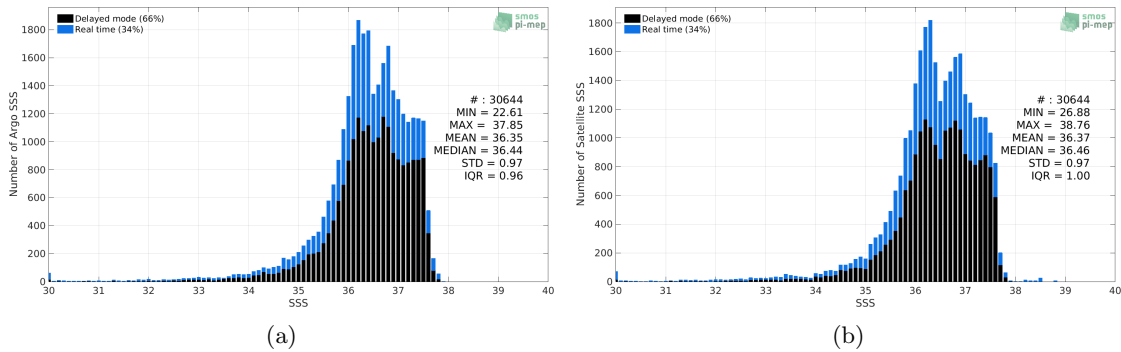 Delayed mode (66%)
Real time (34%)
smos
pi-mep
# : 30644
MIN = 22.61
MAX = 37.85
MEAN = 36.35
MEDIAN = 36.44
STD = 0.97
IQR = 0.96
Number of Argo SSS
1800
1600
1400
1200
1000
800
600
400
200
0
30 31 32 33 34 35 36 37 38 39 40
SSS
(a)
Delayed mode (66%)
Real time (34%)
smos
pi-mep
# : 30644
MIN = 26.88
MAX = 38.76
MEAN = 36.37
MEDIAN = 36.46
STD = 0.97
IQR = 1.00
Number of Satellite SSS
1800
1600
1400
1200
1000
800
600
400
200
0
30 31 32 33 34 35 36 37 38 39 40
SSS
(b)